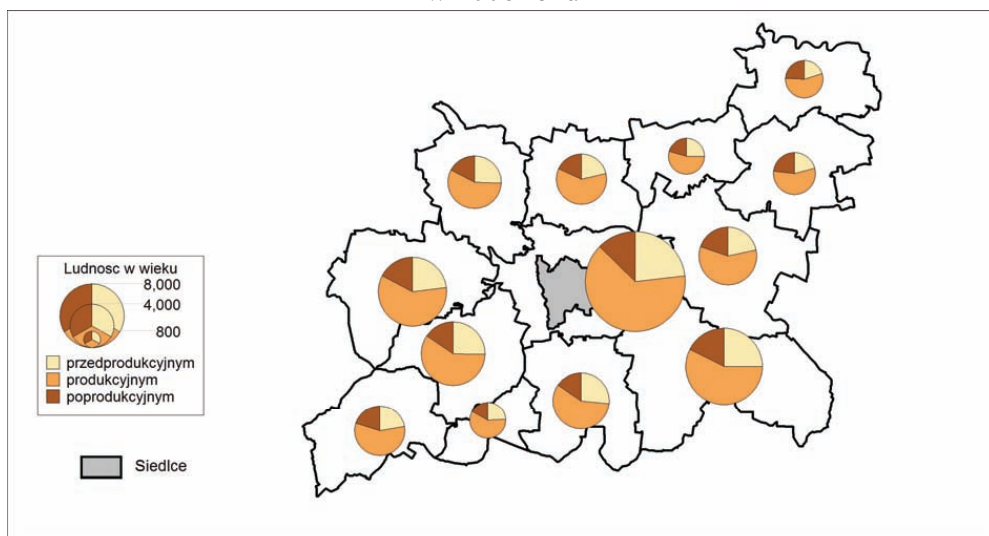 Ludnosc w wieku
8,000
4,000
800
przedprodukcyjnym
produkcyjnym
poprodukcyjnym
Siedlce